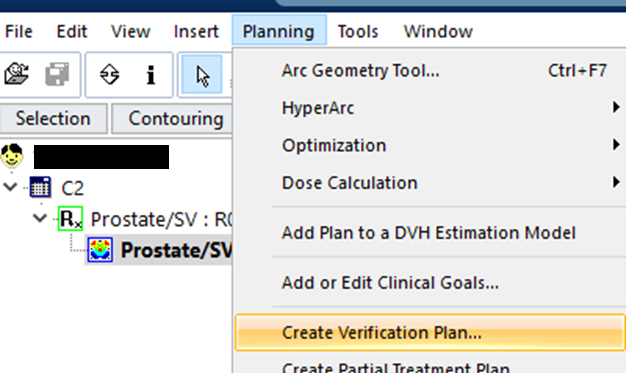 File Edit View Insert Planning Tools Window
Arc Geometry Tool... Ctrl+F7
HyperArc
Selection Contouring
Optimization
C2
Dose Calculation
Prostate/SV : R0
Add Plan to a DVH Estimation Model
Prostate/SV
Add or Edit Clinical Goals...
Create Verification Plan...
Create Partial Treatment Plan